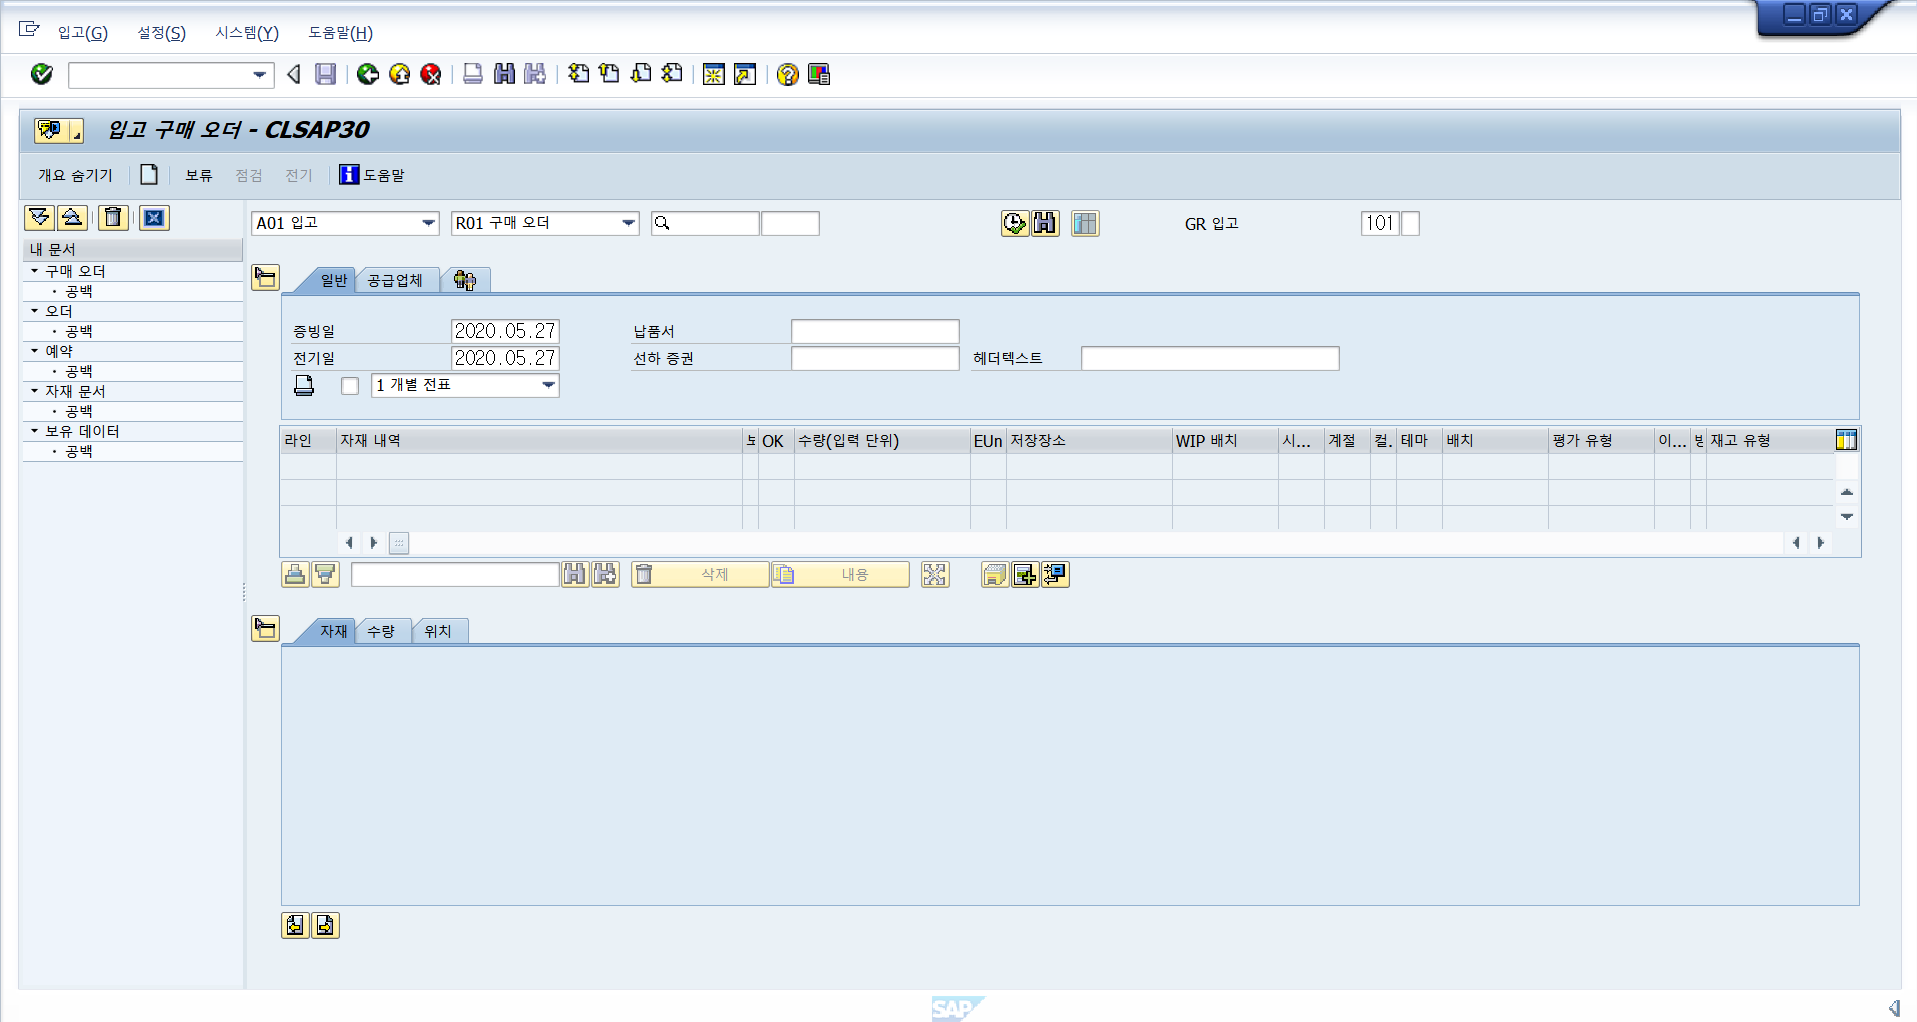 입고(G) 설정(S) 시스템(Y) 도움말(H)
입고 구매 오더 - CLSAP30
개요 숨기기 보류 점검 전기 도움말
A01 입고 R01 구매 오더 GR 입고 101
내 문서
구매 오더
공백
오더
공백
예약
공백
자재 문서
공백
보유 데이터
공백
일반 공급업체
증빙일 2020.05.27 납품서
전기일 2020.05.27 선하 증권 헤더텍스트
1 개별 전표
라인 자재 내역 OK 수량(입력 단위) EUn 저장장소 WIP 배치 시... 계절 컬. 테마 배치 평가 유형 이... 재고 유형
삭제 내용
자재 수량 위치
SAP